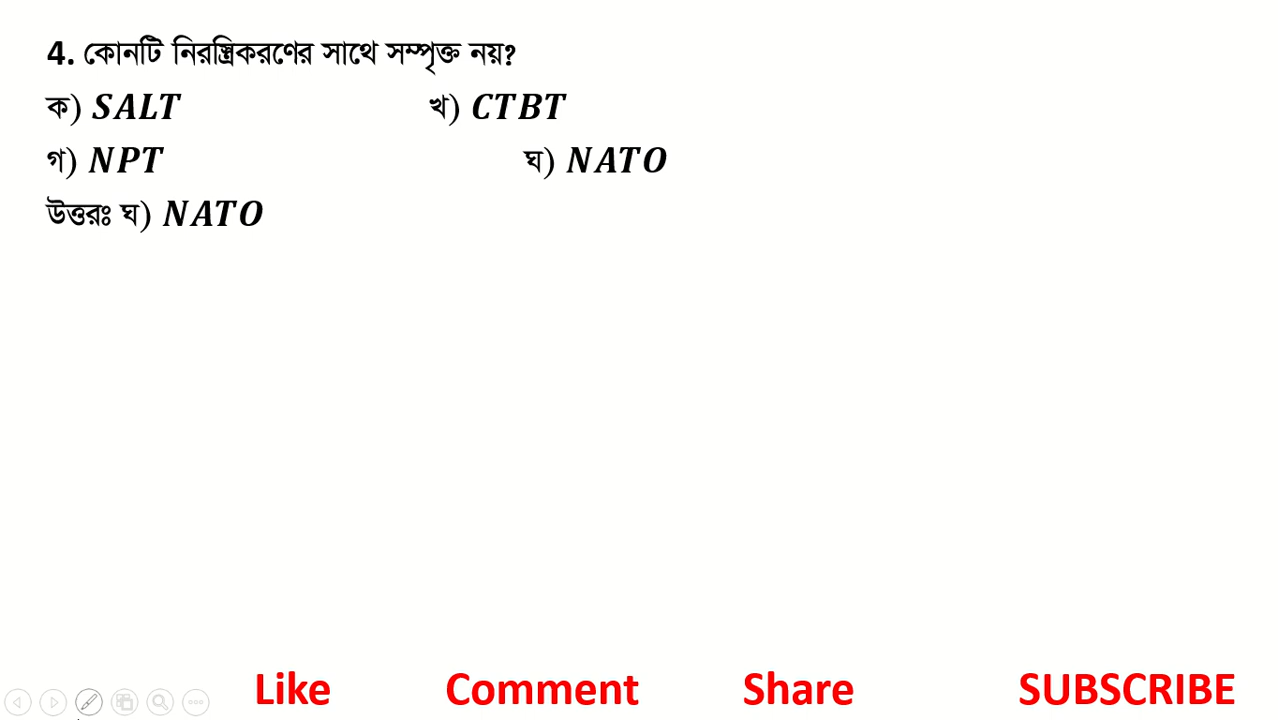 4. কোনটি নিরস্ত্রিকরণের সাথে সম্পৃক্ত নয়?
ক) SALT খ) CTBT
গ) NPT ঘ) NATO
উত্তরঃ ঘ) NATO
Like Comment Share SUBSCRIBE